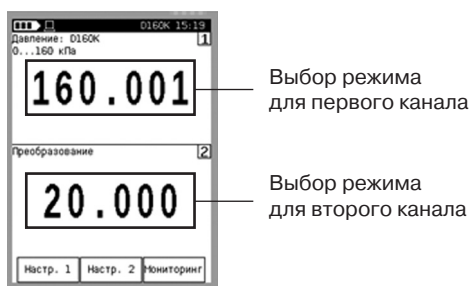 D160K 15:19
Давление: D160K
0...160 кПа
1
160.001
Выбор режима
для первого канала
Преобразование
2
20.000
Выбор режима
для второго канала
Настр. 1 Настр. 2 Мониторинг